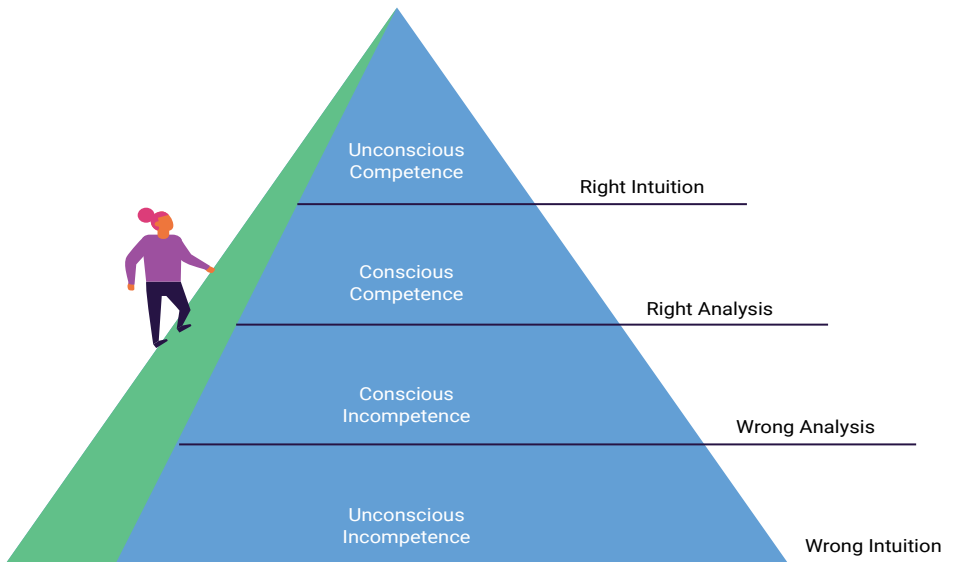 Unconscious
Competence
Right Intuition
Conscious
Competence
Right Analysis
Conscious
Incompetence
Wrong Analysis
Unconscious
Incompetence
Wrong Intuition